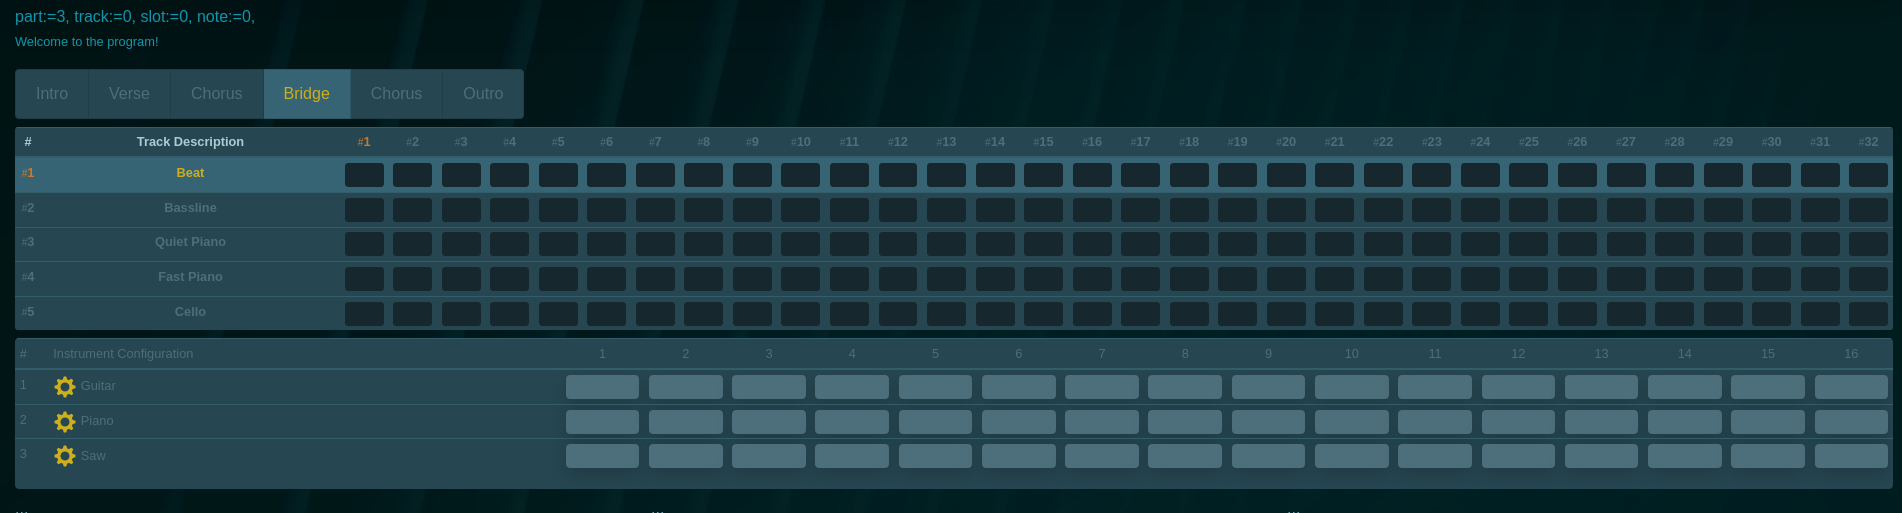 part:=3, track:=0, slot:=0, note:=0,
Welcome to the program!
Intro Verse Chorus Bridge Chorus Outro
# Track Description #1 #2 #3 #4 #5 #6 #7 #8 #9 #10 #11 #12 #13 #14 #15 #16 #17 #18 #19 #20 #21 #22 #23 #24 #25 #26 #27 #28 #29 #30 #31 #32
#1 Beat
#2 Bassline
#3 Quiet Piano
#4 Fast Piano
#5 Cello
# Instrument Configuration 1 2 3 4 5 6 7 8 9 10 11 12 13 14 15 16
1 Guitar
2 Piano
3 Saw